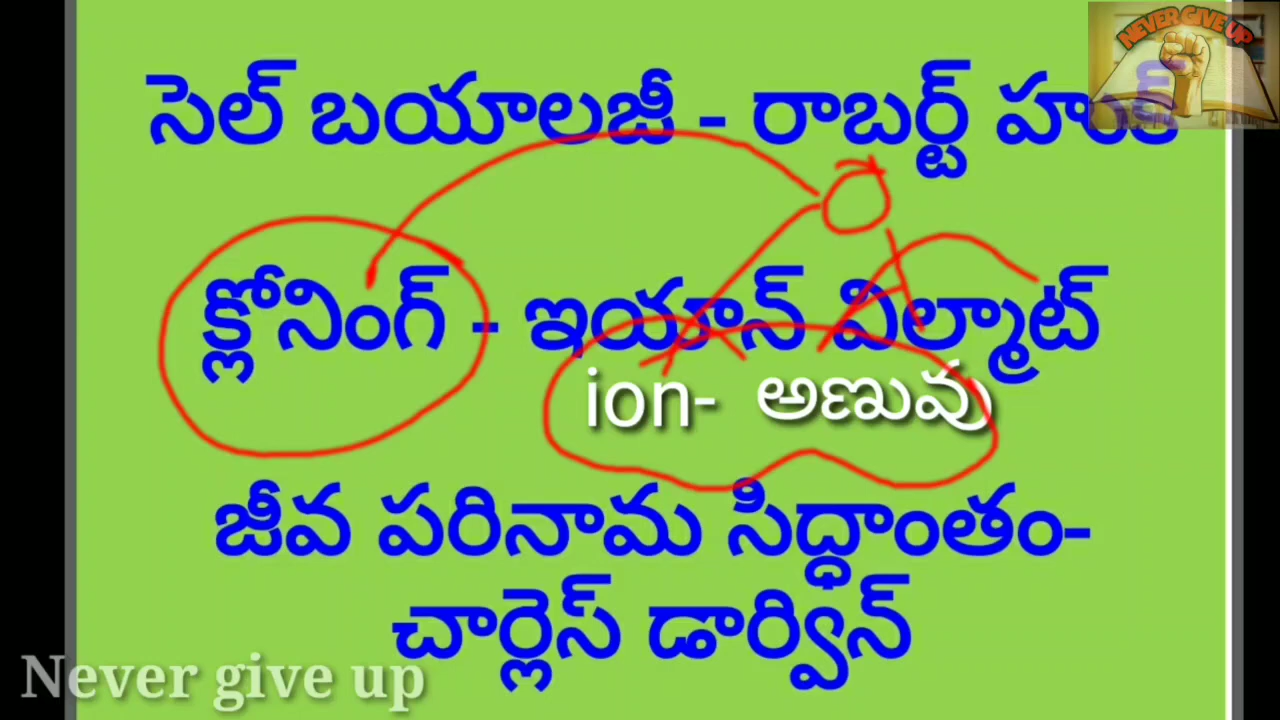 NEVER GIVE UP
సెల్ బయాలజీ - రాబర్ట్ హుక్
క్లోనింగ్ - ఇయాన్ విల్మాట్
ion- అణువు
జీవ పరినామ సిద్ధాంతం-
చార్లెస్ డార్విన్
Never give up